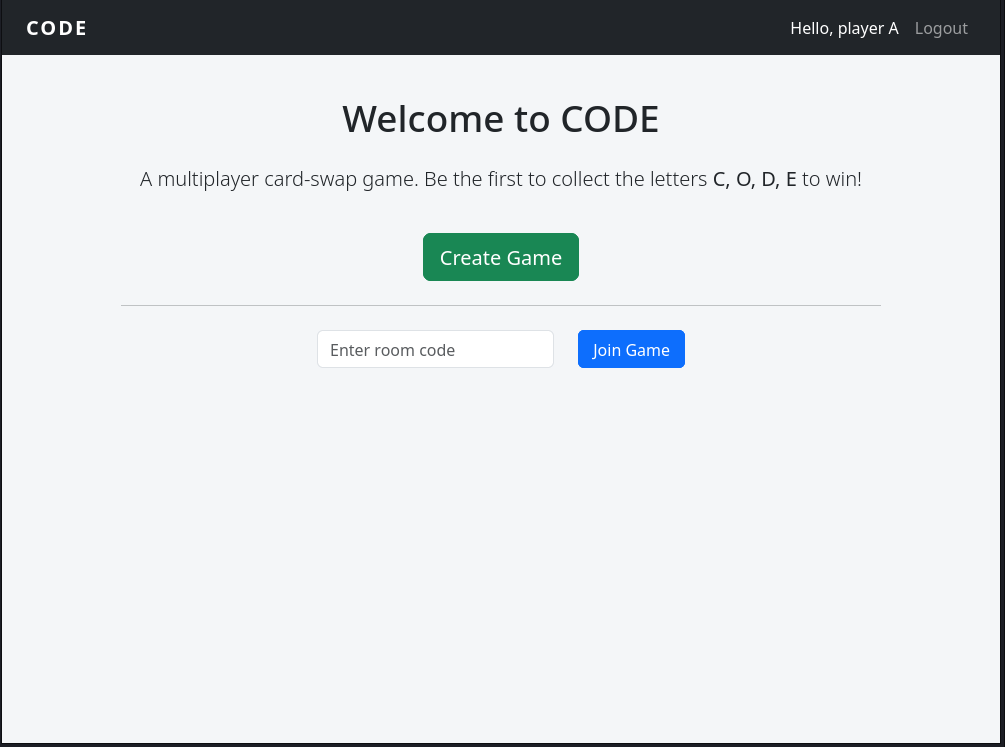 CODE
Hello, player A Logout
Welcome to CODE
A multiplayer card-swap game. Be the first to collect the letters C, O, D, E to win!
Create Game
Enter room code Join Game